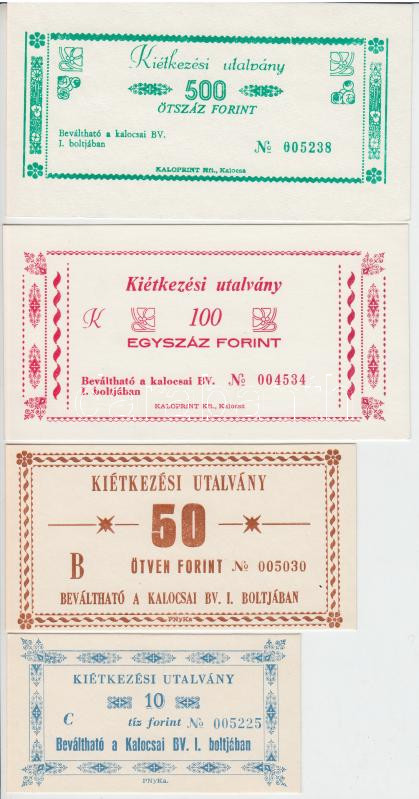 Kiétkezési utalvány
500
ÖTSZÁZ FORINT
Beváltható a kalocsai BV.
I. boltjában
№ 005238
KALOPRINT Kft., Kalocsa
Kiétkezési utalvány
K 100
EGYSZÁZ FORINT
Beváltható a kalocsai BV. № 004534
I. boltjában
KALOPRINT Kft., Kalocsa
KIÉTKEZÉSI UTALVÁNY
50
B ÖTVEN FORINT № 005030
BEVÁLTHATÓ A KALOCSAI BV. I. BOLTJÁBAN
PNyKa
KIÉTKEZÉSI UTALVÁNY
10
C tíz forint № 005225
Beváltható a Kalocsai BV. I. boltjában
PNyKa.